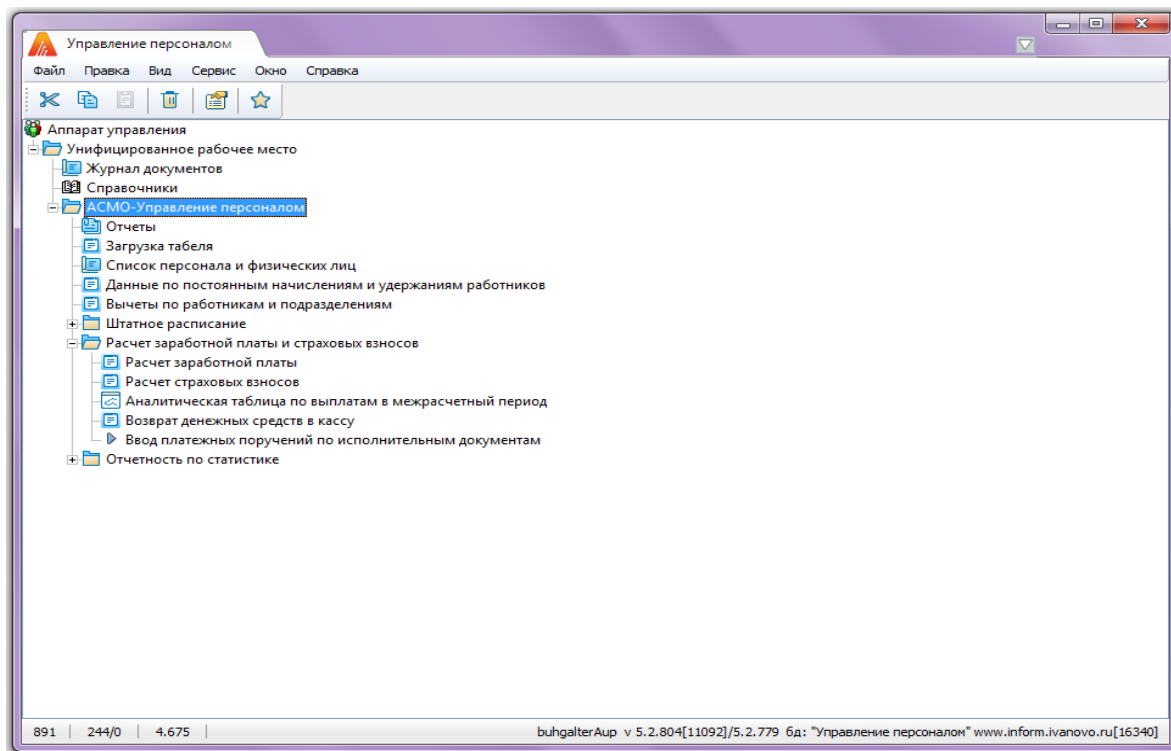 Управление персоналом
Файл Правка Вид Сервис Окно Справка
Аппарат управления
Унифицированное рабочее место
Журнал документов
Справочники
АСМО-Управление персоналом
Отчеты
Загрузка табеля
Список персонала и физических лиц
Данные по постоянным начислениям и удержаниям работников
Вычеты по работникам и подразделениям
Штатное расписание
Расчет заработной платы и страховых взносов
Расчет заработной платы
Расчет страховых взносов
Аналитическая таблица по выплатам в межрасчетный период
Возврат денежных средств в кассу
Ввод платежных поручений по исполнительным документам
Отчетность по статистике
891 244/0 4.675 buhgalterAup v 5.2.804[11092]/5.2.779 бд: "Управление персоналом" www.inform.ivanovo.ru[16340]